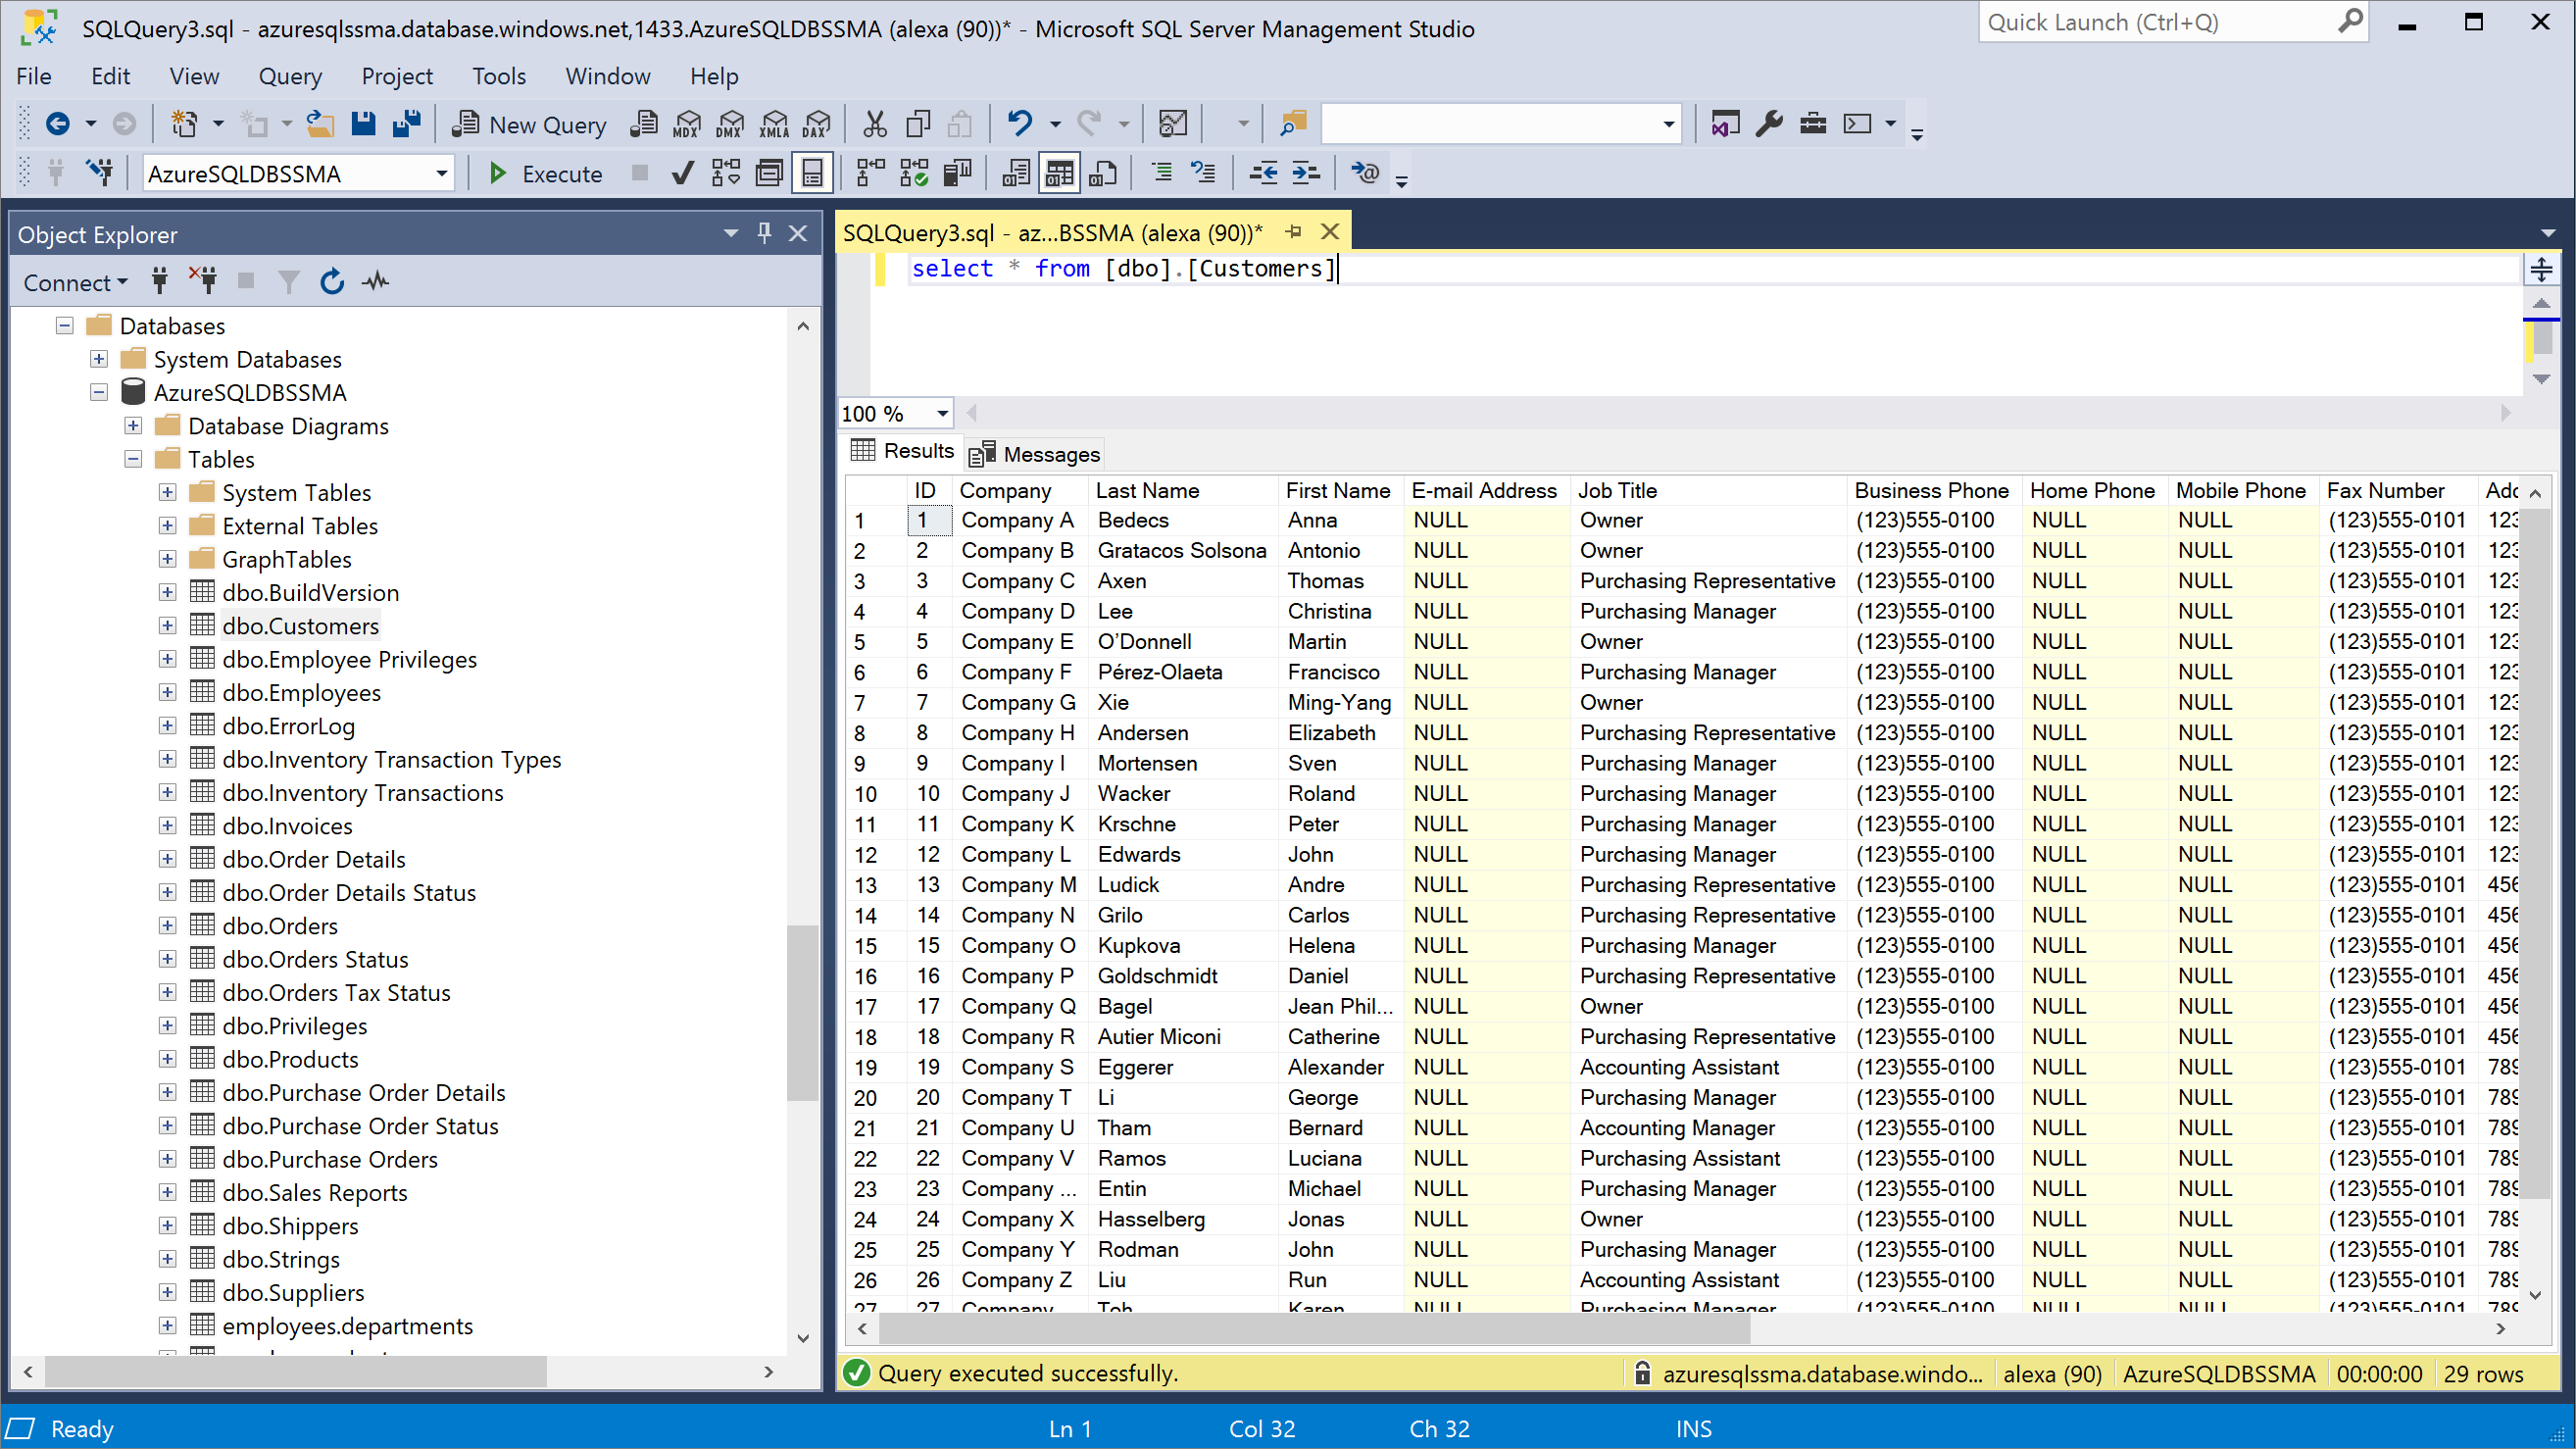 SQLQuery3.sql - azuresqlssma.database.windows.net,1433.AzureSQLDBSSMA (alexa (90))* - Microsoft SQL Server Management Studio
Quick Launch (Ctrl+Q)
File Edit View Query Project Tools Window Help
New Query MDX DMX XMLA DAX
AzureSQLDBSSMA Execute
Object Explorer
Connect
Databases
System Databases
AzureSQLDBSSMA
Database Diagrams
Tables
System Tables
External Tables
GraphTables
dbo.BuildVersion
dbo.Customers
dbo.Employee Privileges
dbo.Employees
dbo.ErrorLog
dbo.Inventory Transaction Types
dbo.Inventory Transactions
dbo.Invoices
dbo.Order Details
dbo.Order Details Status
dbo.Orders
dbo.Orders Status
dbo.Orders Tax Status
dbo.Privileges
dbo.Products
dbo.Purchase Order Details
dbo.Purchase Order Status
dbo.Purchase Orders
dbo.Sales Reports
dbo.Shippers
dbo.Strings
dbo.Suppliers
employees.departments
SQLQuery3.sql - az...BSSMA (alexa (90))*
select * from [dbo].[Customers]
100 %
Results Messages
ID Company Last Name First Name E-mail Address Job Title Business Phone Home Phone Mobile Phone Fax Number Add
1 1 Company A Bedecs Anna NULL Owner (123)555-0100 NULL NULL (123)555-0101 123
2 2 Company B Gratacos Solsona Antonio NULL Owner (123)555-0100 NULL NULL (123)555-0101 123
3 3 Company C Axen Thomas NULL Purchasing Representative (123)555-0100 NULL NULL (123)555-0101 123
4 4 Company D Lee Christina NULL Purchasing Manager (123)555-0100 NULL NULL (123)555-0101 123
5 5 Company E O’Donnell Martin NULL Owner (123)555-0100 NULL NULL (123)555-0101 123
6 6 Company F Pérez-Olaeta Francisco NULL Purchasing Manager (123)555-0100 NULL NULL (123)555-0101 123
7 7 Company G Xie Ming-Yang NULL Owner (123)555-0100 NULL NULL (123)555-0101 123
8 8 Company H Andersen Elizabeth NULL Purchasing Representative (123)555-0100 NULL NULL (123)555-0101 123
9 9 Company I Mortensen Sven NULL Purchasing Manager (123)555-0100 NULL NULL (123)555-0101 123
10 10 Company J Wacker Roland NULL Purchasing Manager (123)555-0100 NULL NULL (123)555-0101 123
11 11 Company K Krschne Peter NULL Purchasing Manager (123)555-0100 NULL NULL (123)555-0101 123
12 12 Company L Edwards John NULL Purchasing Manager (123)555-0100 NULL NULL (123)555-0101 123
13 13 Company M Ludick Andre NULL Purchasing Representative (123)555-0100 NULL NULL (123)555-0101 456
14 14 Company N Grilo Carlos NULL Purchasing Representative (123)555-0100 NULL NULL (123)555-0101 456
15 15 Company O Kupkova Helena NULL Purchasing Manager (123)555-0100 NULL NULL (123)555-0101 456
16 16 Company P Goldschmidt Daniel NULL Purchasing Representative (123)555-0100 NULL NULL (123)555-0101 456
17 17 Company Q Bagel Jean Phil... NULL Owner (123)555-0100 NULL NULL (123)555-0101 456
18 18 Company R Autier Miconi Catherine NULL Purchasing Representative (123)555-0100 NULL NULL (123)555-0101 456
19 19 Company S Eggerer Alexander NULL Accounting Assistant (123)555-0100 NULL NULL (123)555-0101 789
20 20 Company T Li George NULL Purchasing Manager (123)555-0100 NULL NULL (123)555-0101 789
21 21 Company U Tham Bernard NULL Accounting Manager (123)555-0100 NULL NULL (123)555-0101 789
22 22 Company V Ramos Luciana NULL Purchasing Assistant (123)555-0100 NULL NULL (123)555-0101 789
23 23 Company ... Entin Michael NULL Purchasing Manager (123)555-0100 NULL NULL (123)555-0101 789
24 24 Company X Hasselberg Jonas NULL Owner (123)555-0100 NULL NULL (123)555-0101 789
25 25 Company Y Rodman John NULL Purchasing Manager (123)555-0100 NULL NULL (123)555-0101 789
26 26 Company Z Liu Run NULL Accounting Assistant (123)555-0100 NULL NULL (123)555-0101 789
27 27 Company Toh Karen NULL Purchasing Manager (123)555-0100 NULL NULL (123)555-0101 789
Query executed successfully. azuresqlssma.database.windo... alexa (90) AzureSQLDBSSMA 00:00:00 29 rows
Ready Ln 1 Col 32 Ch 32 INS